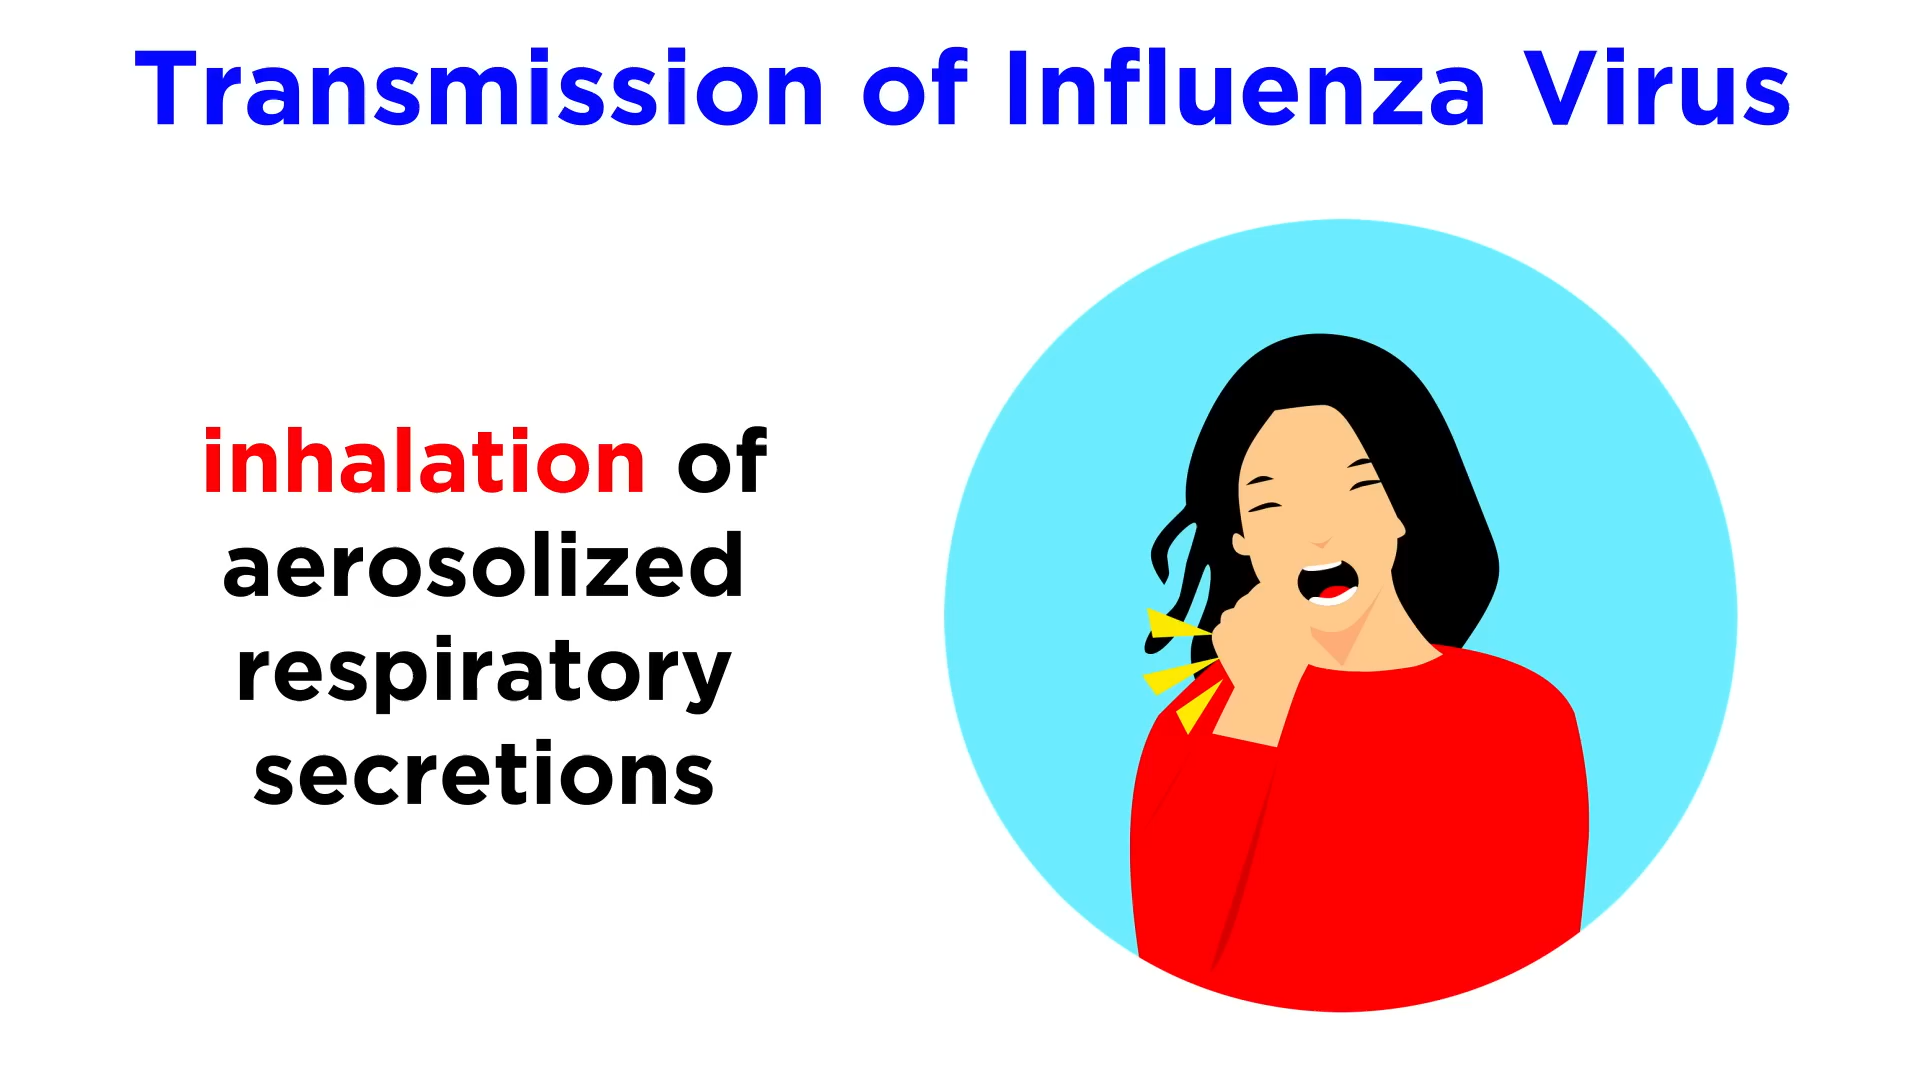 Transmission of Influenza Virus
inhalation of
aerosolized
respiratory
secretions